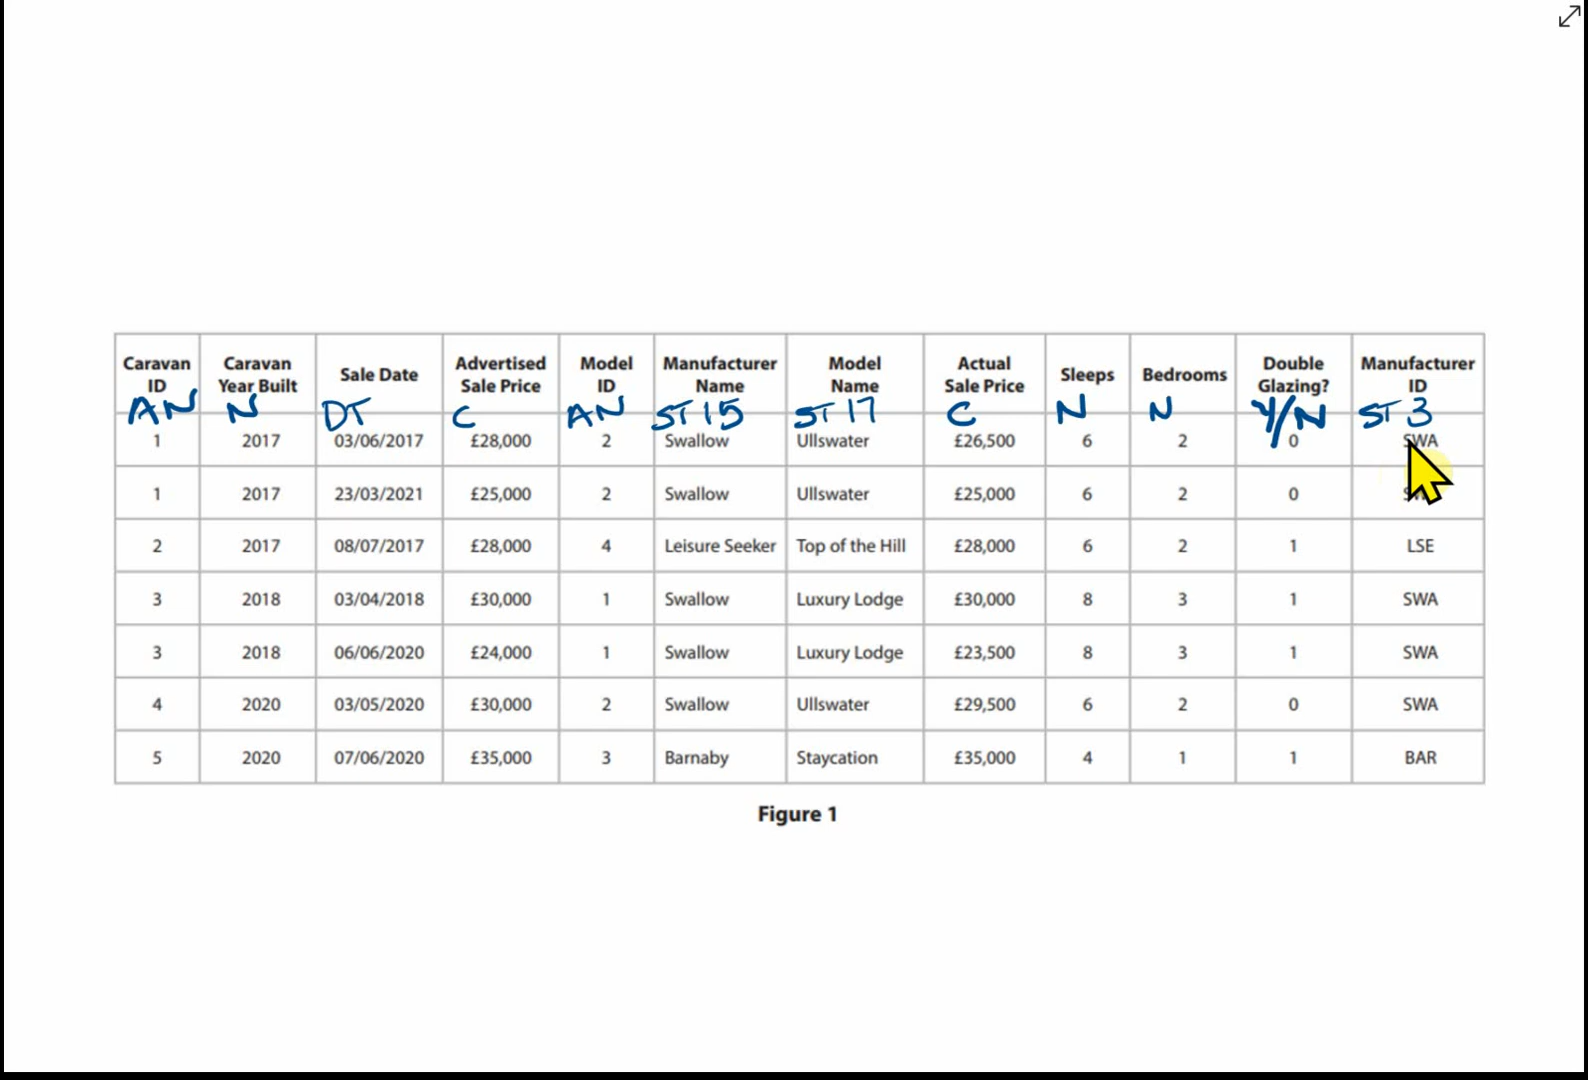 Caravan ID Caravan Year Built Sale Date Advertised Sale Price Model ID Manufacturer Name Model Name Actual Sale Price Sleeps Bedrooms Double Glazing? Manufacturer ID
AN N DT C AN ST 15 ST 17 C N N Y/N ST 3
1 2017 03/06/2017 £28,000 2 Swallow Ullswater £26,500 6 2 0 SWA
1 2017 23/03/2021 £25,000 2 Swallow Ullswater £25,000 6 2 0
2 2017 08/07/2017 £28,000 4 Leisure Seeker Top of the Hill £28,000 6 2 1 LSE
3 2018 03/04/2018 £30,000 1 Swallow Luxury Lodge £30,000 8 3 1 SWA
3 2018 06/06/2020 £24,000 1 Swallow Luxury Lodge £23,500 8 3 1 SWA
4 2020 03/05/2020 £30,000 2 Swallow Ullswater £29,500 6 2 0 SWA
5 2020 07/06/2020 £35,000 3 Barnaby Staycation £35,000 4 1 1 BAR
Figure 1